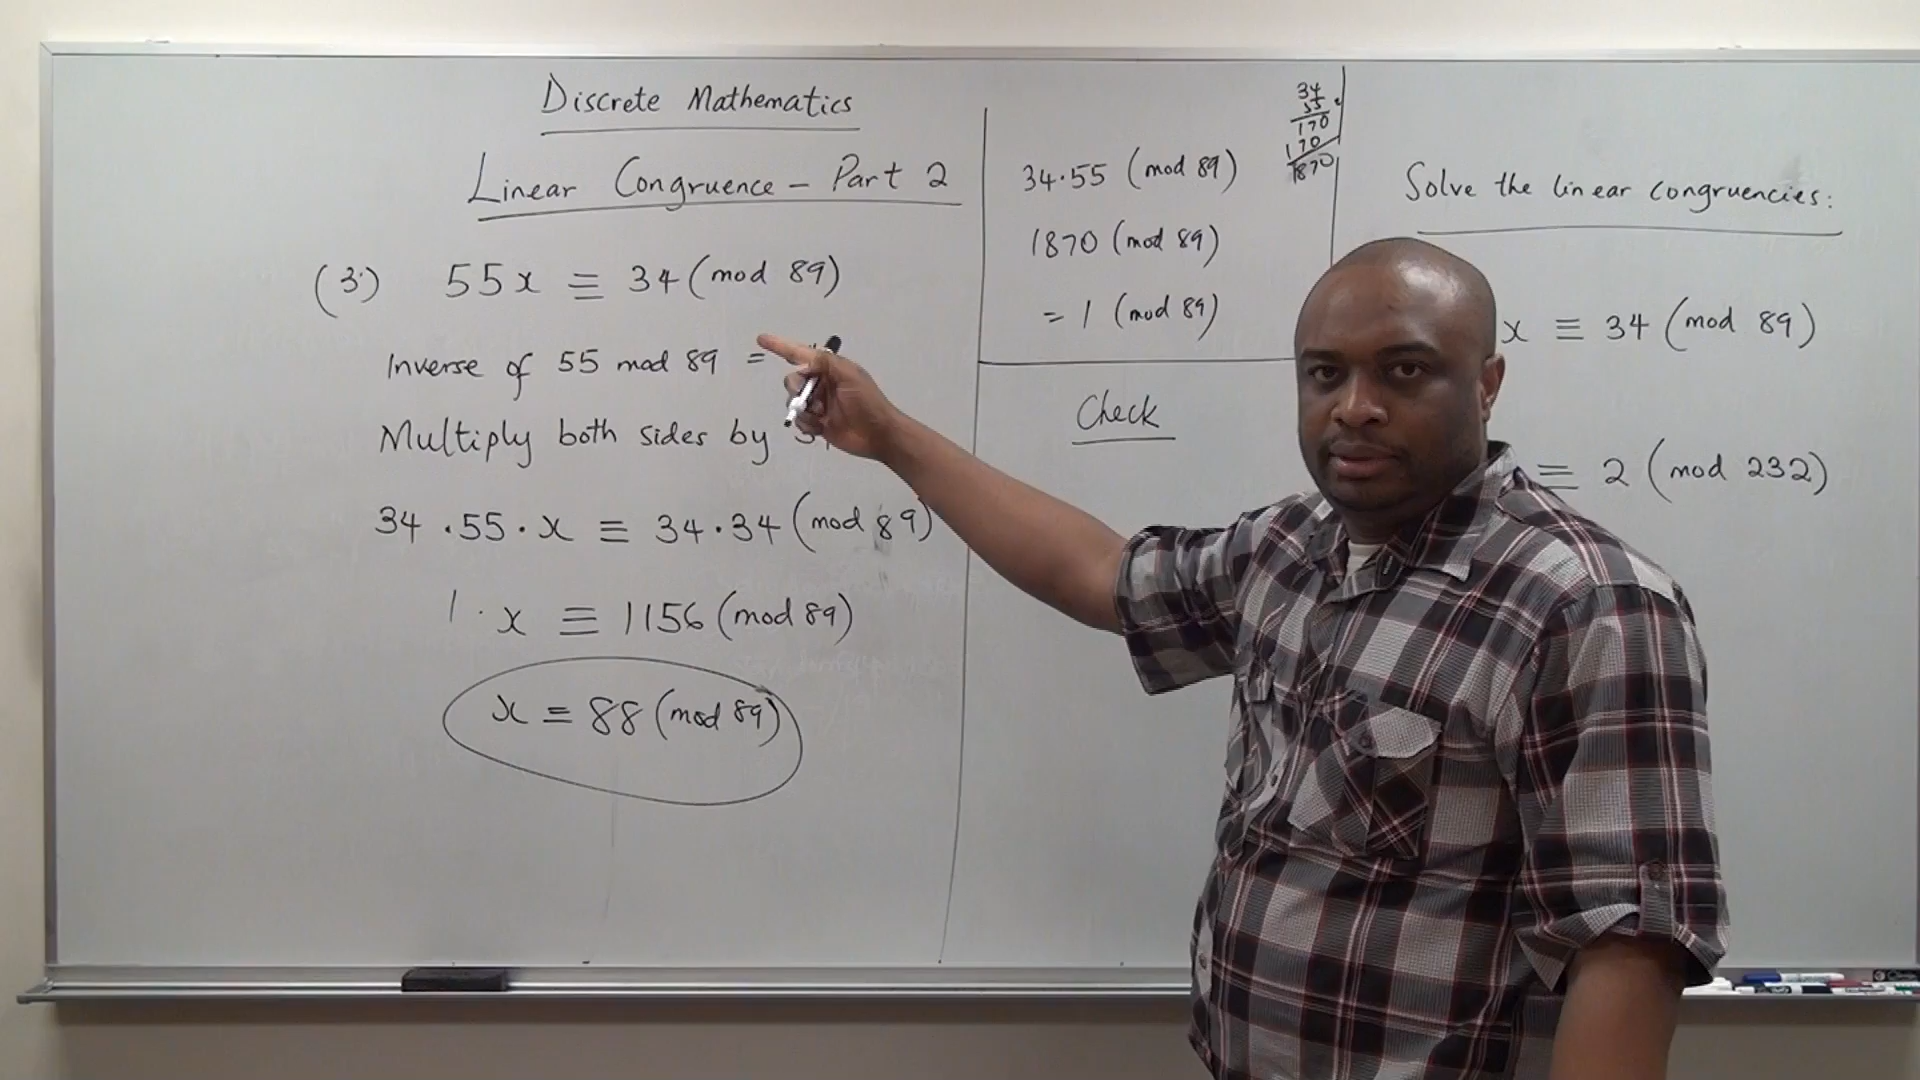 Discrete Mathematics
Linear Congruence – Part 2
(3) 55x ≡ 34 (mod 89)
Inverse of 55 mod 89 =
Multiply both sides by
34 · 55 · x ≡ 34 · 34 (mod 89)
1 · x ≡ 1156 (mod 89)
x ≡ 88 (mod 89)
34
55
170
170
1870
34·55 (mod 89)
1870 (mod 89)
= 1 (mod 89)
Check
Solve the linear congruencies:
x ≡ 34 (mod 89)
≡ 2 (mod 232)